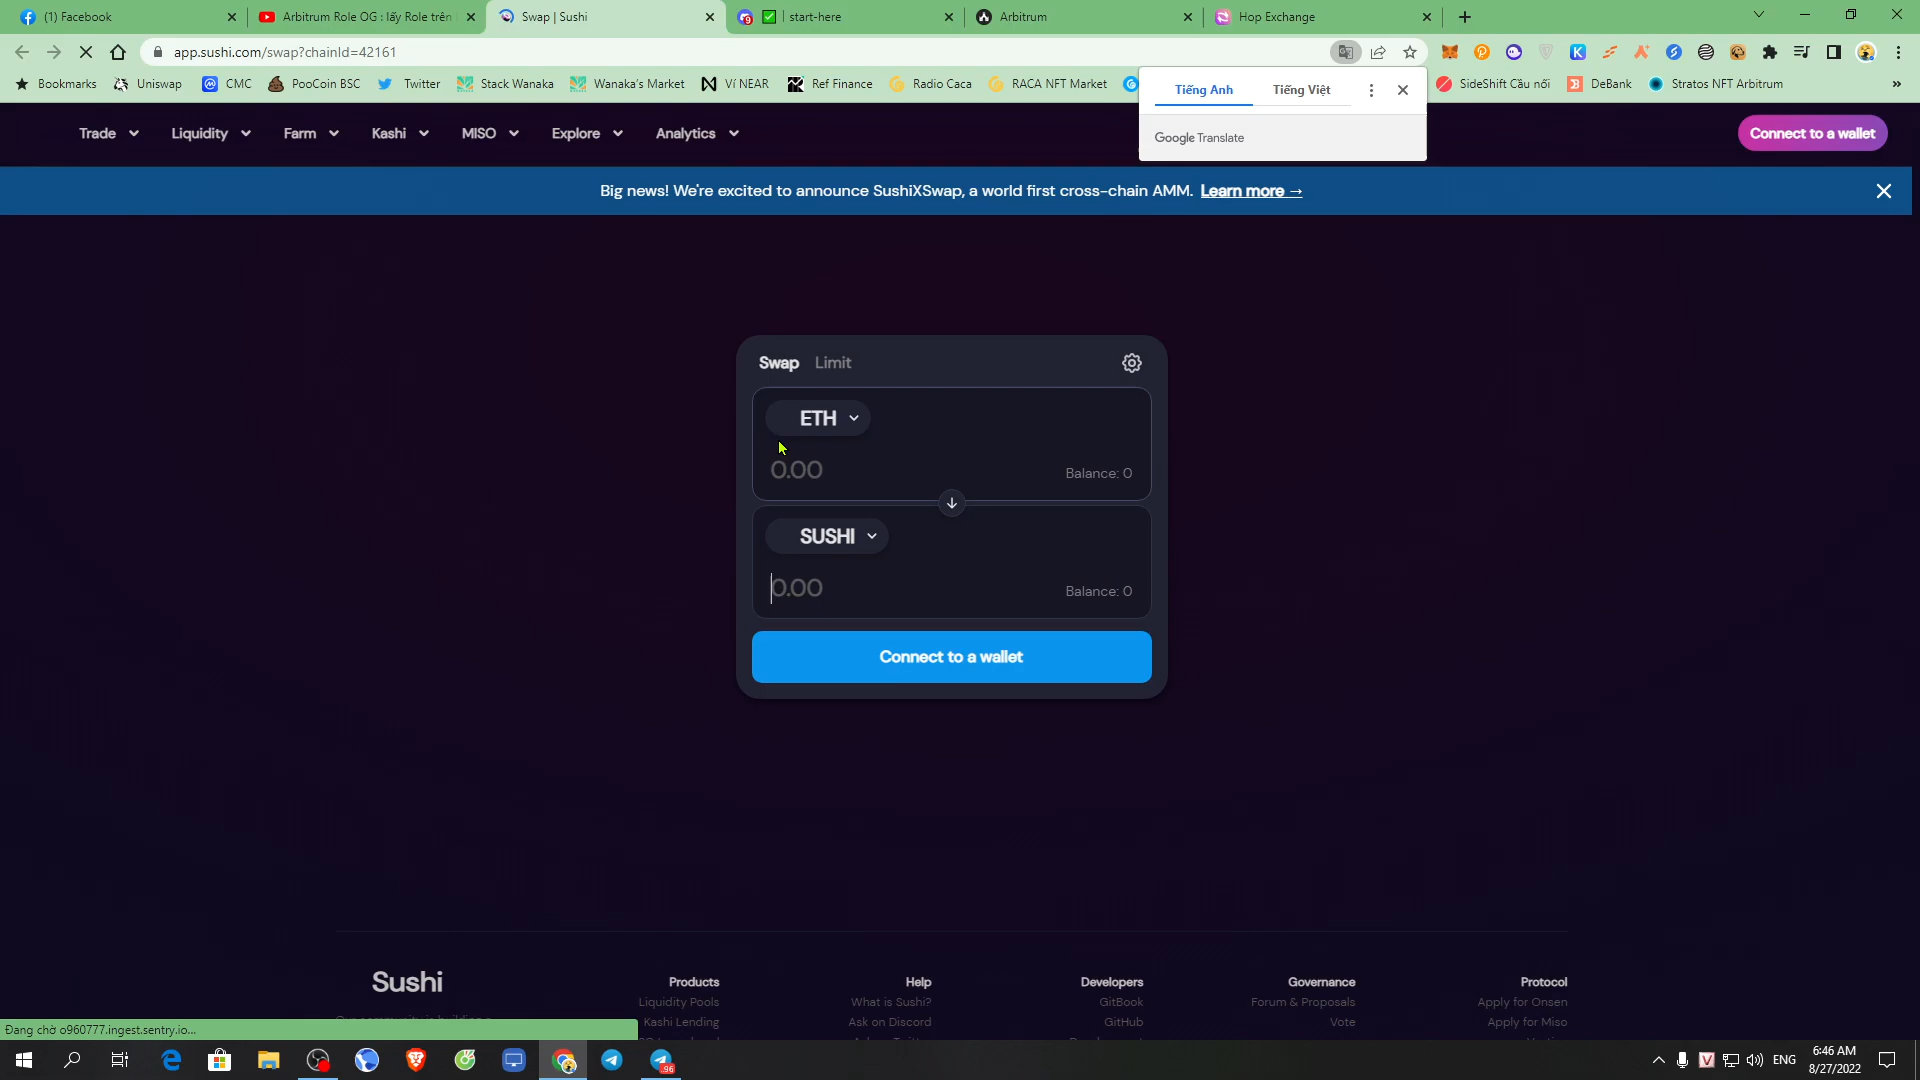 (1) Facebook
Arbitrum Role OG : lấy Role trên
Swap | Sushi
| start-here
Arbitrum
Hop Exchange
app.sushi.com/swap?chainId=42161
Bookmarks
Uniswap
CMC
PooCoin BSC
Twitter
Stack Wanaka
Wanaka's Market
Ví NEAR
Ref Finance
Radio Caca
RACA NFT Market
SideShift Cầu nối
DeBank
Stratos NFT Arbitrum
»
Tiếng Anh
Tiếng Việt
Google Translate
Trade
Liquidity
Farm
Kashi
MISO
Explore
Analytics
Connect to a wallet
Big news! We're excited to announce SushiXSwap, a world first cross-chain AMM. Learn more →
Swap
Limit
ETH
0.00
Balance: 0
SUSHI
0.00
Balance: 0
Connect to a wallet
Sushi
Products
Help
Developers
Governance
Protocol
Liquidity Pools
What is Sushi?
GitBook
Forum & Proposals
Apply for Onsen
Kashi Lending
Ask on Discord
GitHub
Vote
Apply for Miso
Đang chờ o960777.ingest.sentry.io...
96
ENG
6:46 AM
8/27/2022